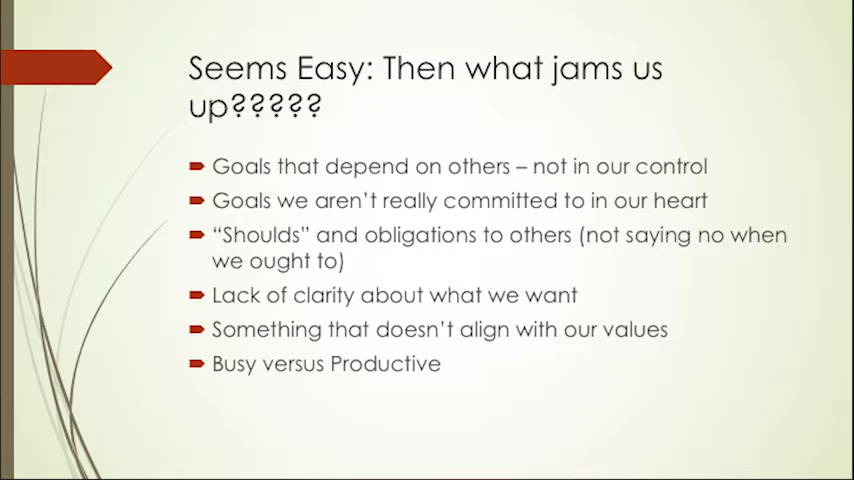 Seems Easy: Then what jams us
up?????
Goals that depend on others – not in our control
Goals we aren't really committed to in our heart
“Shoulds” and obligations to others (not saying no when
we ought to)
Lack of clarity about what we want
Something that doesn't align with our values
Busy versus Productive